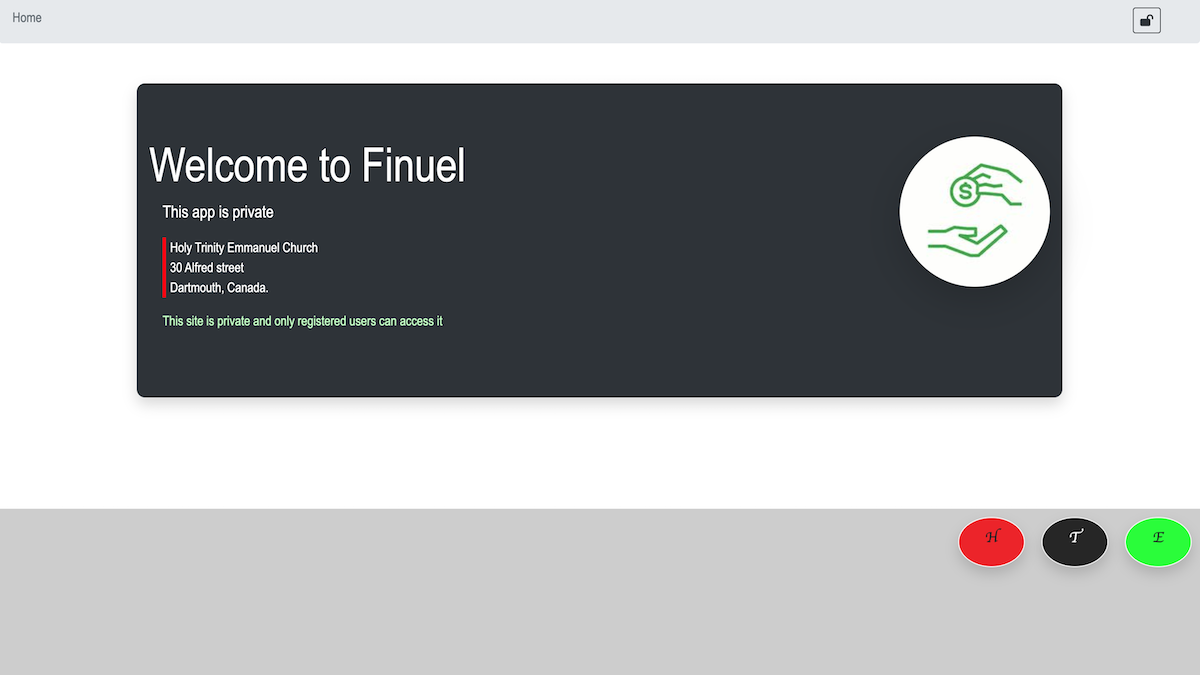 Home
Welcome to Finuel
This app is private
Holy Trinity Emmanuel Church
30 Alfred street
Dartmouth, Canada.
This site is private and only registered users can access it
$
H T E